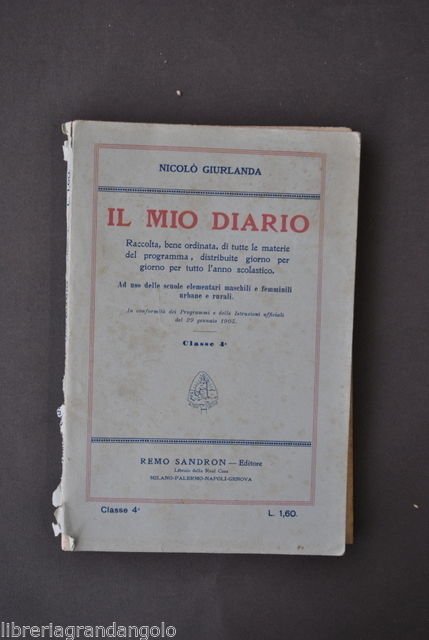 NICOLÒ GIURLANDA
IL MIO DIARIO
Raccolta, bene ordinata, di tutte le materie
del programma, distribuite giorno per
giorno per tutto l'anno scolastico.
Ad uso delle scuole elementari maschili e femminili
urbane e rurali.
In conformità dei Programmi e delle Istruzioni ufficiali
del 29 gennaio 1905.
Classe 4ª
REMO SANDRON — Editore
Libraio della Real Casa
MILANO-PALERMO-NAPOLI-GENOVA
Classe 4ª
L. 1,60.
L. 1,60
libreriagrandangolo